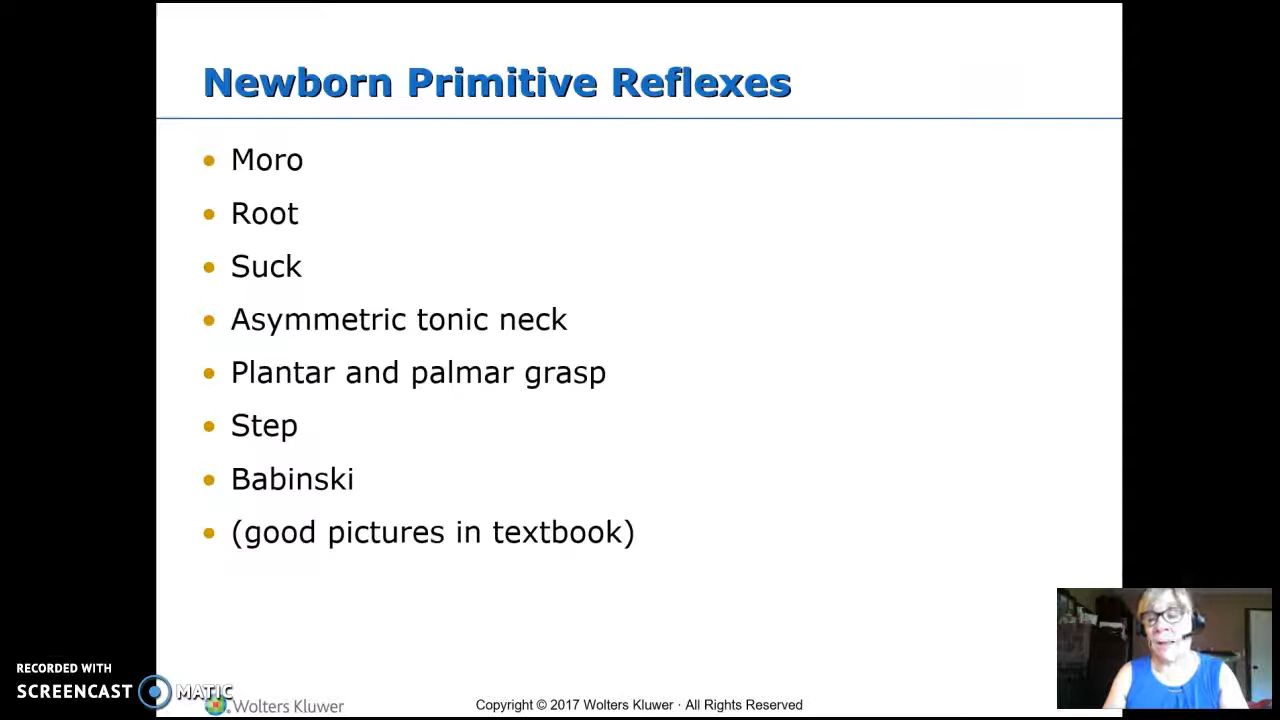 Newborn Primitive Reflexes
Moro
Root
Suck
Asymmetric tonic neck
Plantar and palmar grasp
Step
Babinski
(good pictures in textbook)
RECORDED WITH
SCREENCAST MATIC
Wolters Kluwer
Copyright © 2017 Wolters Kluwer · All Rights Reserved